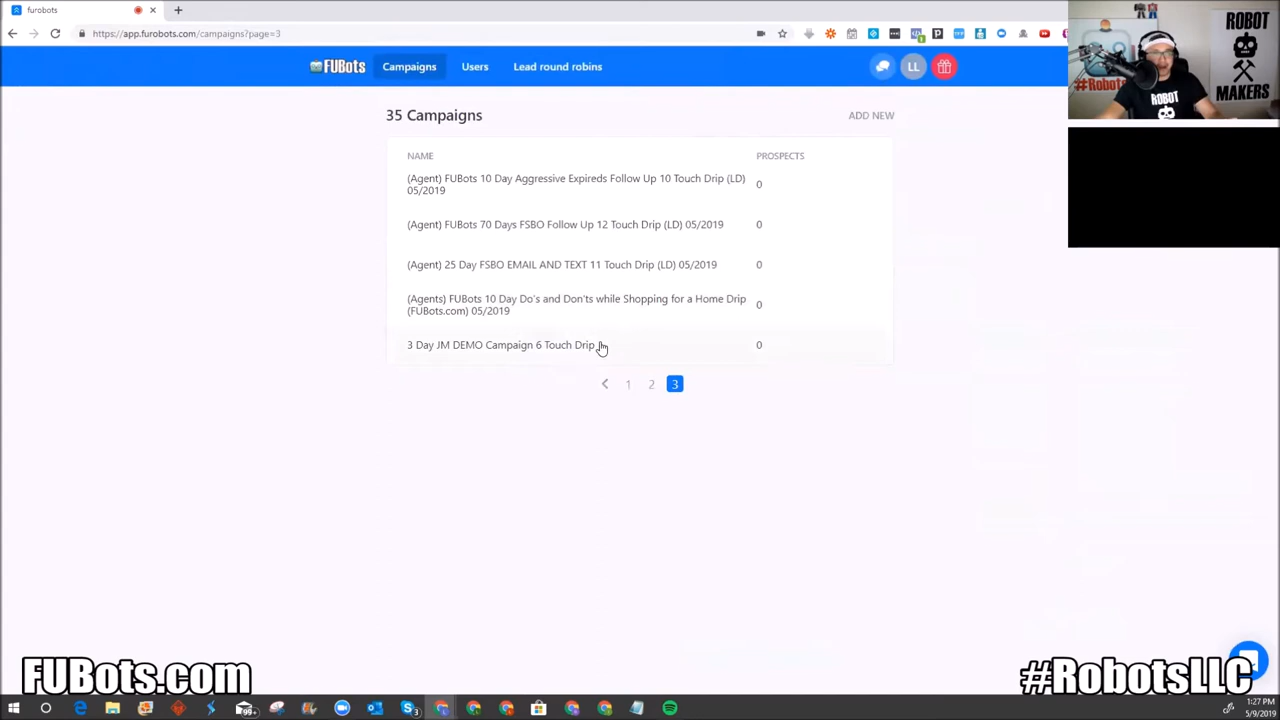 furobots
https://app.furobots.com/campaigns?page=3
FUBots
Campaigns
Users
Lead round robins
LL
ROBOT
MAKERS
#Robots
ROBOT
35 Campaigns
ADD NEW
NAME
PROSPECTS
(Agent) FUBots 10 Day Aggressive Expireds Follow Up 10 Touch Drip (LD)
05/2019
0
(Agent) FUBots 70 Days FSBO Follow Up 12 Touch Drip (LD) 05/2019
0
(Agent) 25 Day FSBO EMAIL AND TEXT 11 Touch Drip (LD) 05/2019
0
(Agents) FUBots 10 Day Do's and Don'ts while Shopping for a Home Drip
(FUBots.com) 05/2019
0
3 Day JM DEMO Campaign 6 Touch Drip
0
1
2
3
FUBots.com
#RobotsLLC
99+
3
1:27 PM
5/9/2019